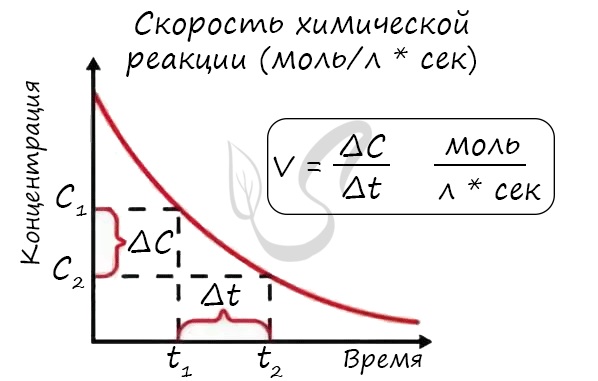 Скорость химической
реакции (моль/л * сек)
Концентрация
V = ΔC/Δt моль/л * сек
C₁
ΔC
C₂
Δt
t₁ t₂ Время